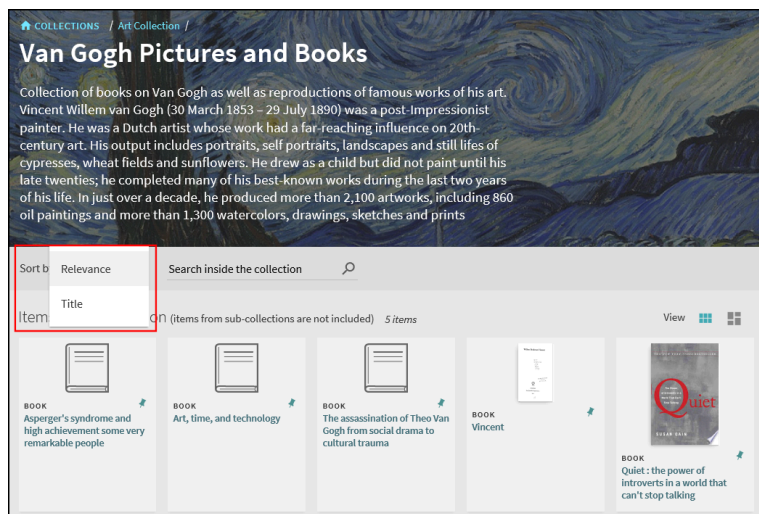 COLLECTIONS / Art Collection /
Van Gogh Pictures and Books
Collection of books on Van Gogh as well as reproductions of famous works of his art.
Vincent Willem van Gogh (30 March 1853 – 29 July 1890) was a post-Impressionist
painter. He was a Dutch artist whose work had a far-reaching influence on 20th-
century art. His output includes portraits, self portraits, landscapes and still lifes of
cypresses, wheat fields and sunflowers. He drew as a child but did not paint until his
late twenties; he completed many of his best-known works during the last two years
of his life. In just over a decade, he produced more than 2,100 artworks, including 860
oil paintings and more than 1,300 watercolors, drawings, sketches and prints
Sort b
Relevance
Search inside the collection
Title
Item
on (items from sub-collections are not included) 5 items
View
BOOK
Asperger's syndrome and
high achievement some very
remarkable people
BOOK
Art, time, and technology
BOOK
The assassination of Theo Van
Gogh from social drama to
cultural trauma
BOOK
Vincent
Quiet
SUSAN CAIN
BOOK
Quiet : the power of
introverts in a world that
can't stop talking